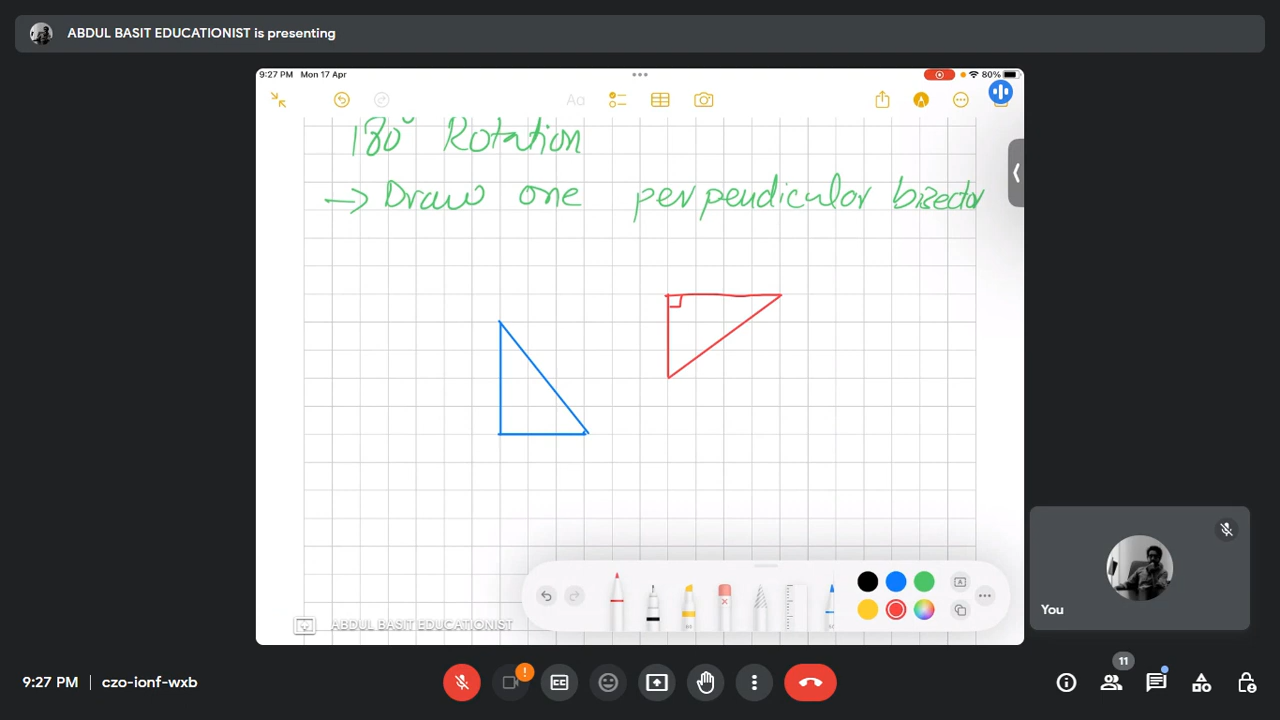 ABDUL BASIT EDUCATIONIST is presenting
9:27 PM Mon 17 Apr
80%
Aa
180° Rotation
→ Draw one perpendicular bisector
ABDUL BASIT EDUCATIONIST
You
9:27 PM | czo-ionf-wxb
11